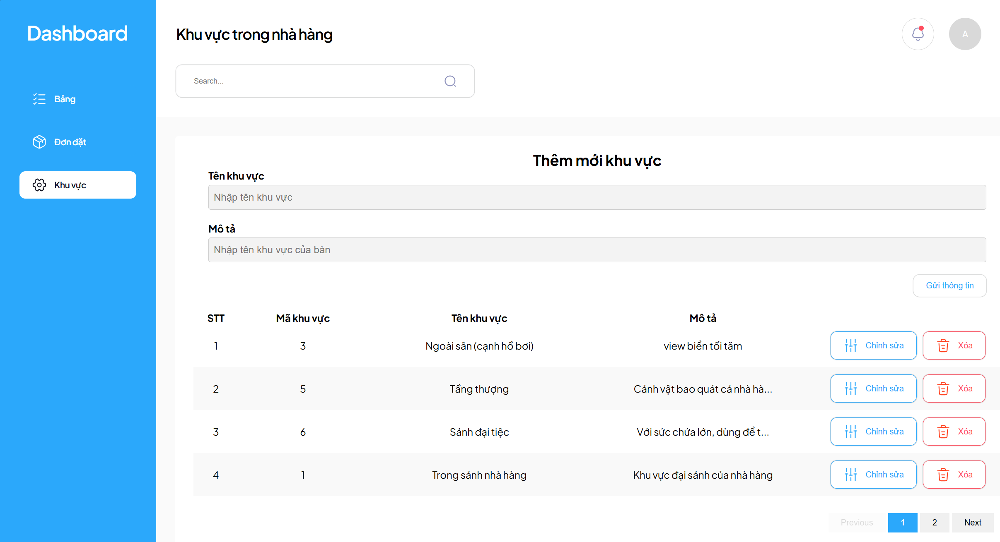 Dashboard
Bảng
Đơn đặt
Khu vực
Khu vực trong nhà hàng
A
Search...
Thêm mới khu vực
Tên khu vực
Nhập tên khu vực
Mô tả
Nhập tên khu vực của bàn
Gửi thông tin
STT Mã khu vực Tên khu vực Mô tả
1 3 Ngoài sân (cạnh hồ bơi) view biển tối tăm Chỉnh sửa Xóa
2 5 Tầng thượng Cảnh vật bao quát cả nhà hà... Chỉnh sửa Xóa
3 6 Sảnh đại tiệc Với sức chứa lớn, dùng để t... Chỉnh sửa Xóa
4 1 Trong sảnh nhà hàng Khu vực đại sảnh của nhà hàng Chỉnh sửa Xóa
Previous 1 2 Next